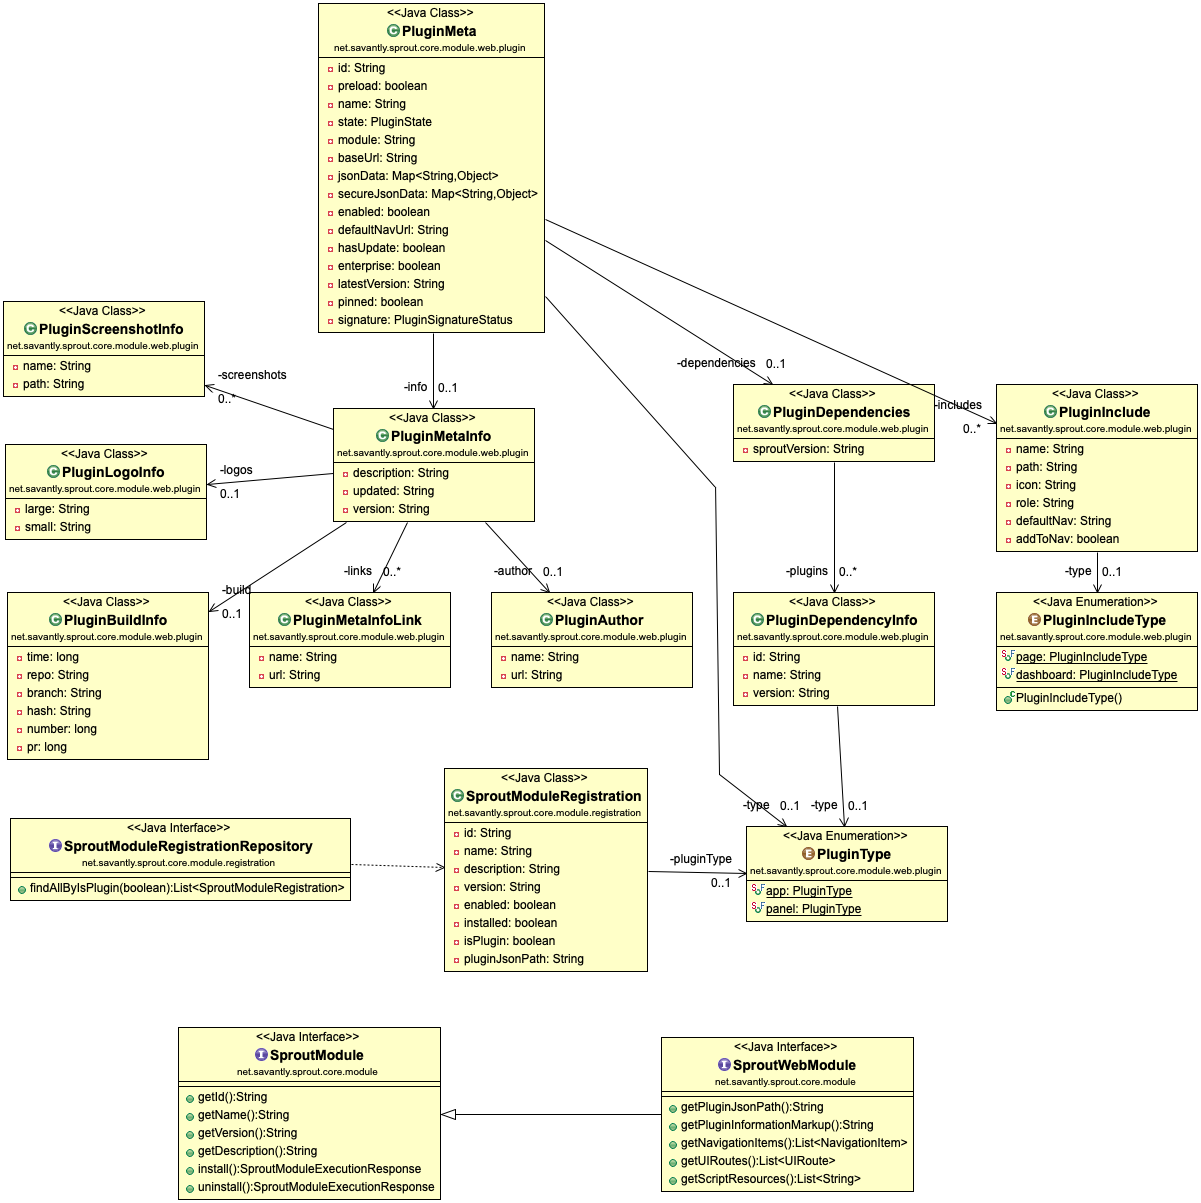 <<Java Class>>
PluginMeta
net.savantly.sprout.core.module.web.plugin
id: String
preload: boolean
name: String
state: PluginState
module: String
baseUrl: String
jsonData: Map<String,Object>
secureJsonData: Map<String,Object>
enabled: boolean
defaultNavUrl: String
hasUpdate: boolean
enterprise: boolean
latestVersion: String
pinned: boolean
signature: PluginSignatureStatus
<<Java Class>>
PluginScreenshotInfo
net.savantly.sprout.core.module.web.plugin
name: String
path: String
-screenshots
0..*
-info 0..1
-dependencies 0..1
-includes
0..*
<<Java Class>>
PluginMetaInfo
net.savantly.sprout.core.module.web.plugin
description: String
updated: String
version: String
<<Java Class>>
PluginDependencies
net.savantly.sprout.core.module.web.plugin
sproutVersion: String
<<Java Class>>
PluginInclude
net.savantly.sprout.core.module.web.plugin
name: String
path: String
icon: String
role: String
defaultNav: String
addToNav: boolean
<<Java Class>>
PluginLogoInfo
net.savantly.sprout.core.module.web.plugin
large: String
small: String
-logos
0..1
-build
0..1
-links 0..*
-author 0..1
-plugins 0..*
-type 0..1
<<Java Class>>
PluginBuildInfo
net.savantly.sprout.core.module.web.plugin
time: long
repo: String
branch: String
hash: String
number: long
pr: long
<<Java Class>>
PluginMetaInfoLink
net.savantly.sprout.core.module.web.plugin
name: String
url: String
<<Java Class>>
PluginAuthor
net.savantly.sprout.core.module.web.plugin
name: String
url: String
<<Java Class>>
PluginDependencyInfo
net.savantly.sprout.core.module.web.plugin
id: String
name: String
version: String
<<Java Enumeration>>
PluginIncludeType
net.savantly.sprout.core.module.web.plugin
page: PluginIncludeType
dashboard: PluginIncludeType
PluginIncludeType()
<<Java Class>>
SproutModuleRegistration
net.savantly.sprout.core.module.registration
id: String
name: String
description: String
version: String
enabled: boolean
installed: boolean
isPlugin: boolean
pluginJsonPath: String
-type 0..1
-type 0..1
<<Java Interface>>
SproutModuleRegistrationRepository
net.savantly.sprout.core.module.registration
findAllByIsPlugin(boolean):List<SproutModuleRegistration>
-pluginType
0..1
<<Java Enumeration>>
PluginType
net.savantly.sprout.core.module.web.plugin
app: PluginType
panel: PluginType
<<Java Interface>>
SproutModule
net.savantly.sprout.core.module
getId():String
getName():String
getVersion():String
getDescription():String
install():SproutModuleExecutionResponse
uninstall():SproutModuleExecutionResponse
<<Java Interface>>
SproutWebModule
net.savantly.sprout.core.module
getPluginJsonPath():String
getPluginInformationMarkup():String
getNavigationItems():List<NavigationItem>
getUIRoutes():List<UIRoute>
getScriptResources():List<String>